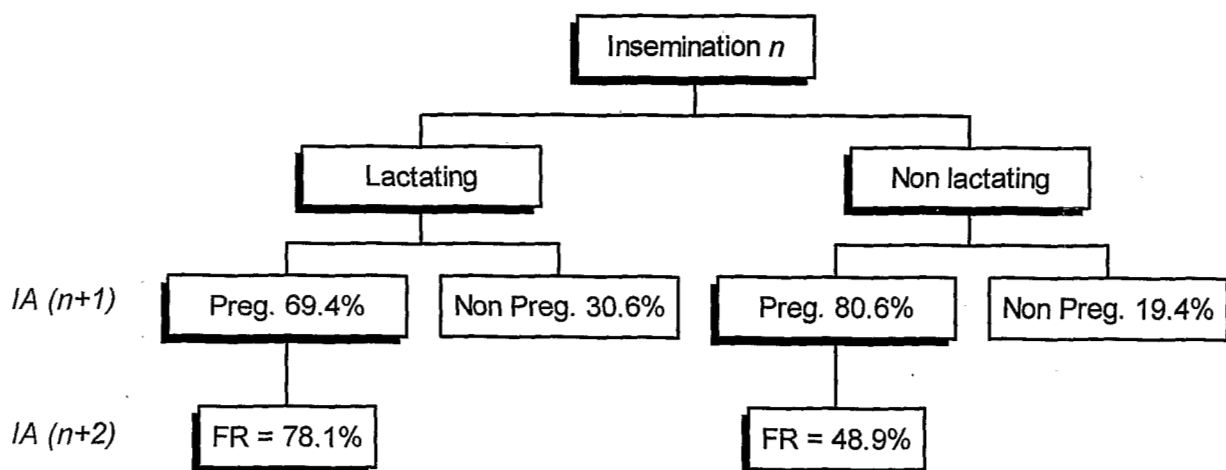 Insemination n
Lactating
Non lactating
IA (n+1)
Preg. 69.4%
Non Preg. 30.6%
Preg. 80.6%
Non Preg. 19.4%
IA (n+2)
FR = 78.1%
FR = 48.9%